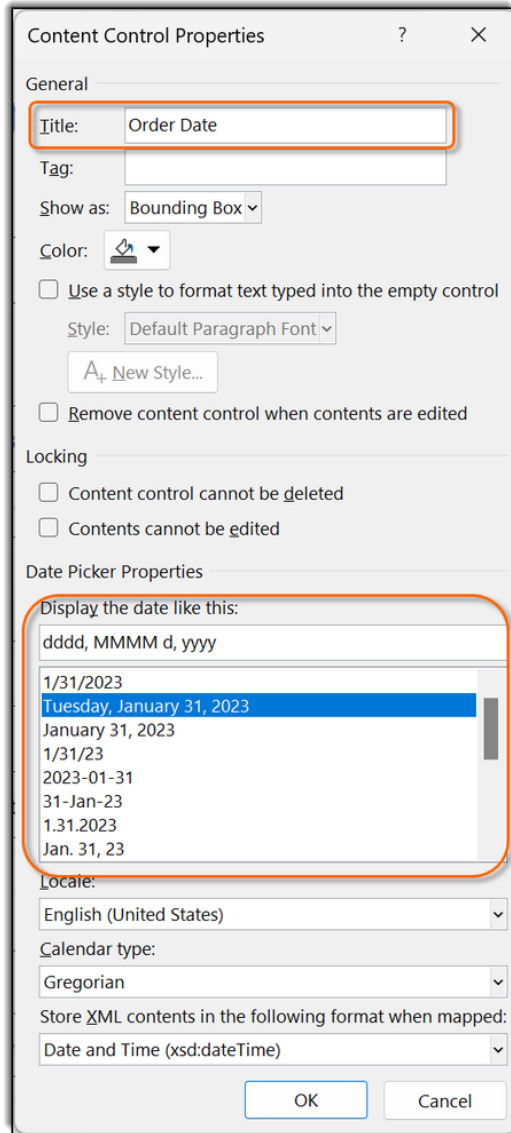 Content Control Properties ?
General
Title: Order Date
Tag:
Show as: Bounding Box
Color:
Use a style to format text typed into the empty control
Style: Default Paragraph Font
A+ New Style...
Remove content control when contents are edited
Locking
Content control cannot be deleted
Contents cannot be edited
Date Picker Properties
Display the date like this:
dddd, MMMM d, yyyy
1/31/2023
Tuesday, January 31, 2023
January 31, 2023
1/31/23
2023-01-31
31-Jan-23
1.31.2023
Jan. 31, 23
Locale:
English (United States)
Calendar type:
Gregorian
Store XML contents in the following format when mapped:
Date and Time (xsd:dateTime)
OK Cancel